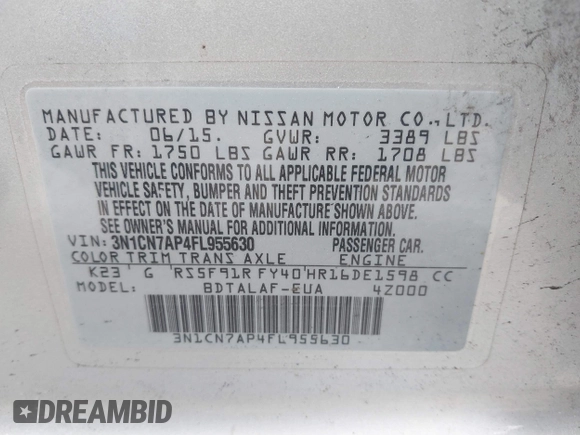 MANUFACTURED BY NISSAN MOTOR CO., LTD.
DATE: 06/15. GVWR: 3389 LBS
GAWR FR: 1750 LBS GAWR RR: 1708 LBS
THIS VEHICLE CONFORMS TO ALL APPLICABLE FEDERAL MOTOR
VEHICLE SAFETY, BUMPER AND THEFT PREVENTION STANDARDS
IN EFFECT ON THE DATE OF MANUFACTURE SHOWN ABOVE.
SEE OWNER'S MANUAL FOR ADDITIONAL INFORMATION.
VIN: 3N1CN7AP4FL955630 PASSENGER CAR.
COLOR TRIM TRANS AXLE ENGINE
K23 G RS5F91R FY40 HR16DE1598 CC
MODEL: BDTALAF-EUA 4Z000
3N1CN7AP4FL955630
DREAMBID